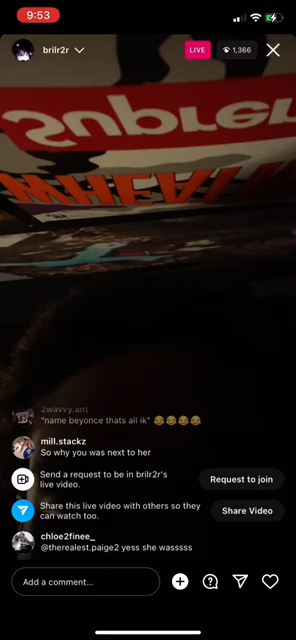 9:53
brilr2r
LIVE
1,366
Suprem
WHEAT
2wavvy.ant
"name beyonce thats all ik" 😂😂😂😂
mill.stackz
So why you was next to her
Send a request to be in brilr2r's
live video.
Request to join
Share this live video with others so they
can watch too.
Share Video
chloe2finee_
@therealest.paige2 yess she wasssss
Add a comment...